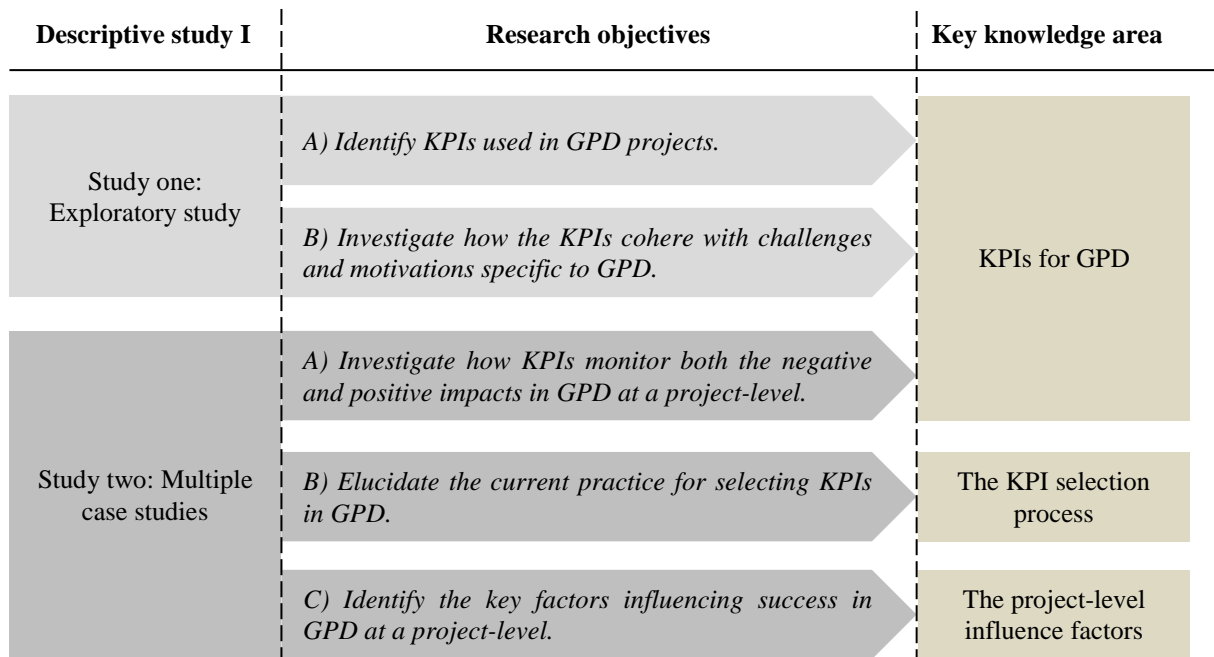 Descriptive study I
Research objectives
Key knowledge area
Study one:
Exploratory study
A) Identify KPIs used in GPD projects.
B) Investigate how the KPIs cohere with challenges
and motivations specific to GPD.
KPIs for GPD
Study two: Multiple
case studies
A) Investigate how KPIs monitor both the negative
and positive impacts in GPD at a project-level.
B) Elucidate the current practice for selecting KPIs
in GPD.
The KPI selection
process
C) Identify the key factors influencing success in
GPD at a project-level.
The project-level
influence factors